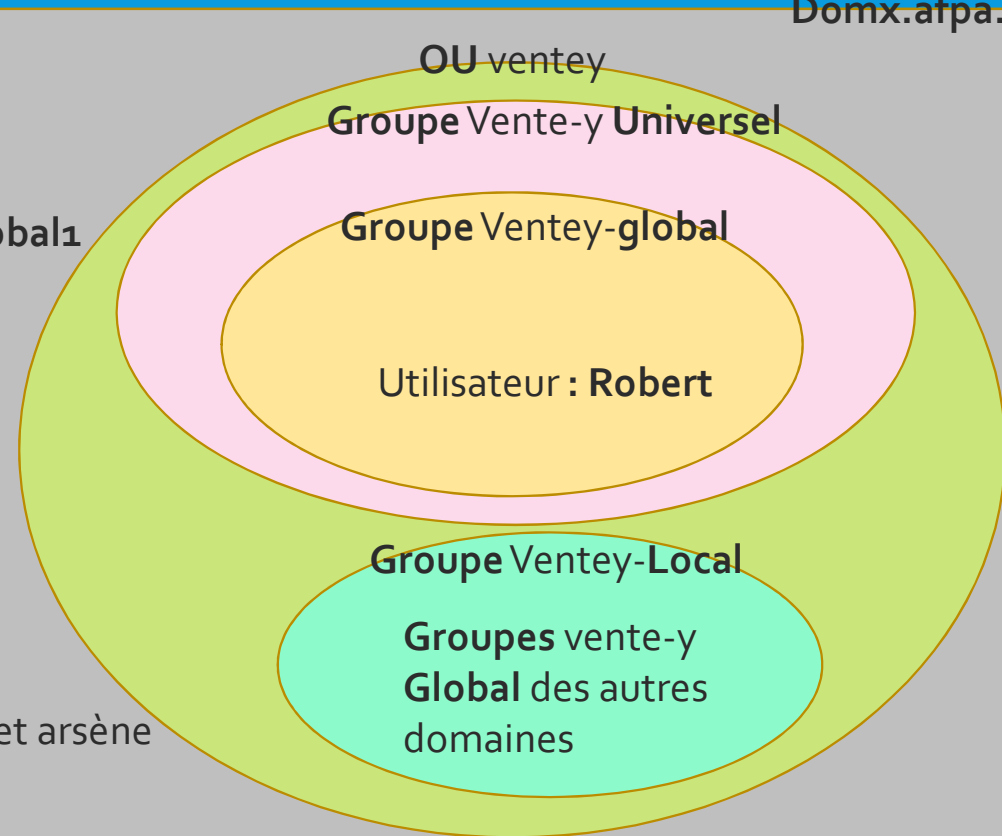 Domx.afpa.
OU ventey
Groupe Vente-y Universel
obal1
Groupe Ventey-global
Utilisateur : Robert
Groupe Ventey-Local
Groupes vente-y
Global des autres
domaines
et arsène